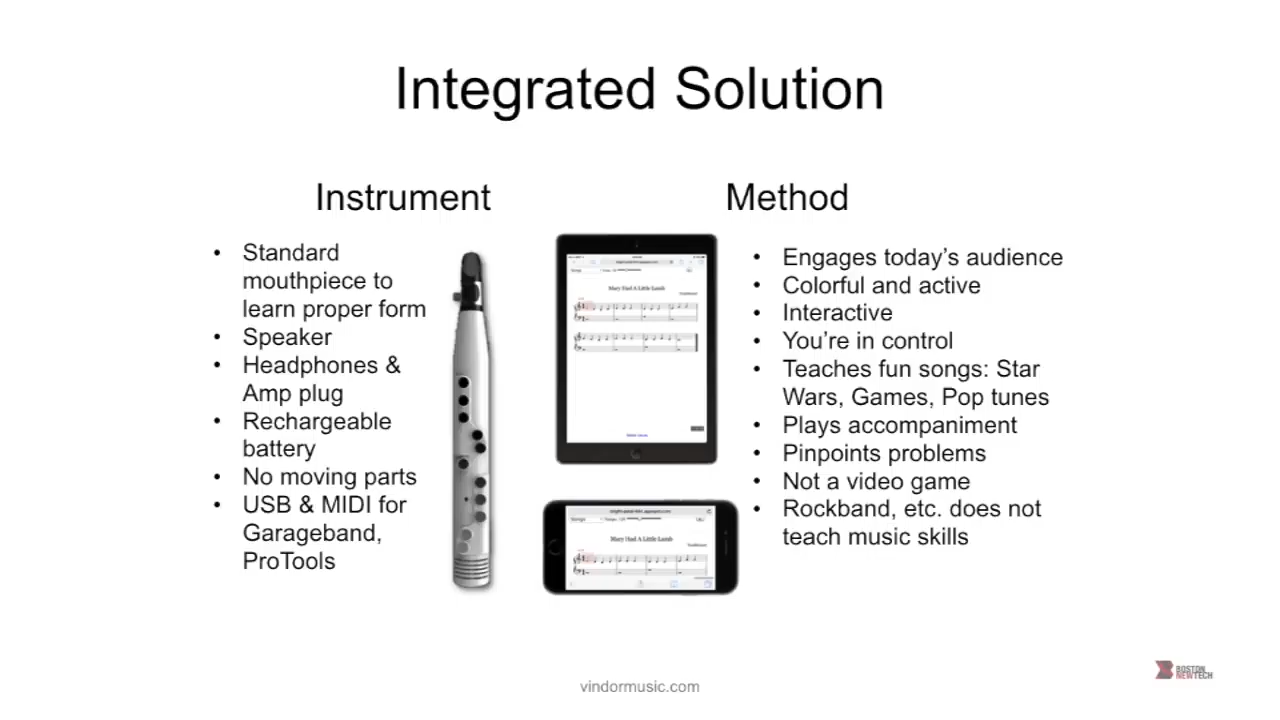 Integrated Solution
Instrument
• Standard
mouthpiece to
learn proper form
• Speaker
• Headphones &
Amp plug
• Rechargeable
battery
• No moving parts
• USB & MIDI for
Garageband,
ProTools
Mary Had A Little Lamb
Mary Had A Little Lamb
Method
• Engages today’s audience
• Colorful and active
• Interactive
• You’re in control
• Teaches fun songs: Star
Wars, Games, Pop tunes
• Plays accompaniment
• Pinpoints problems
• Not a video game
• Rockband, etc. does not
teach music skills
vindormusic.com
BOSTON
NEWTECH